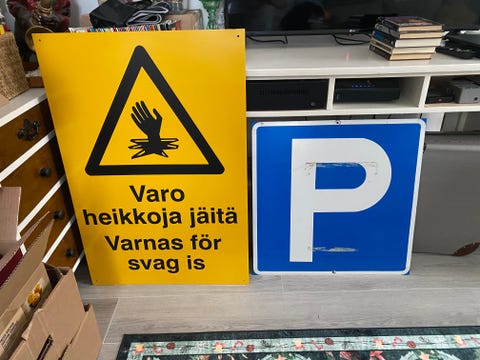 Varo
heikkoja jäitä
Varnas för
svag is
P